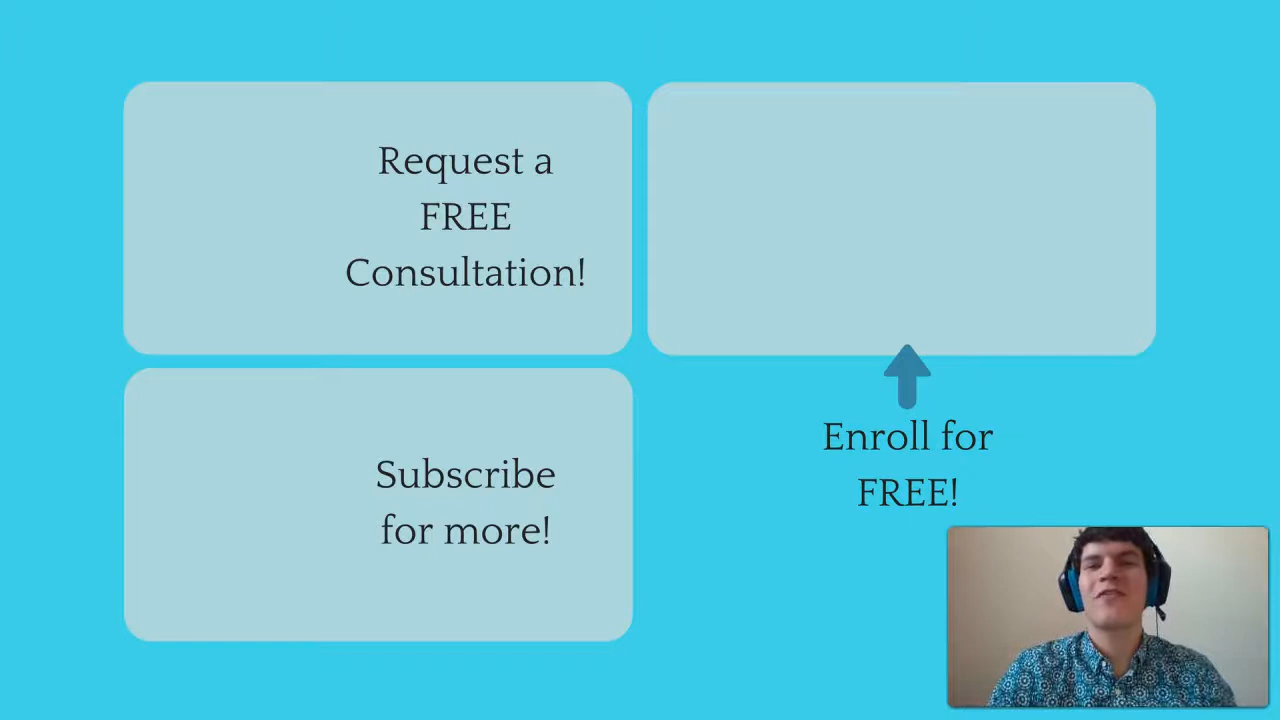 Request a
FREE
Consultation!
Subscribe
for more!
Enroll for
FREE!